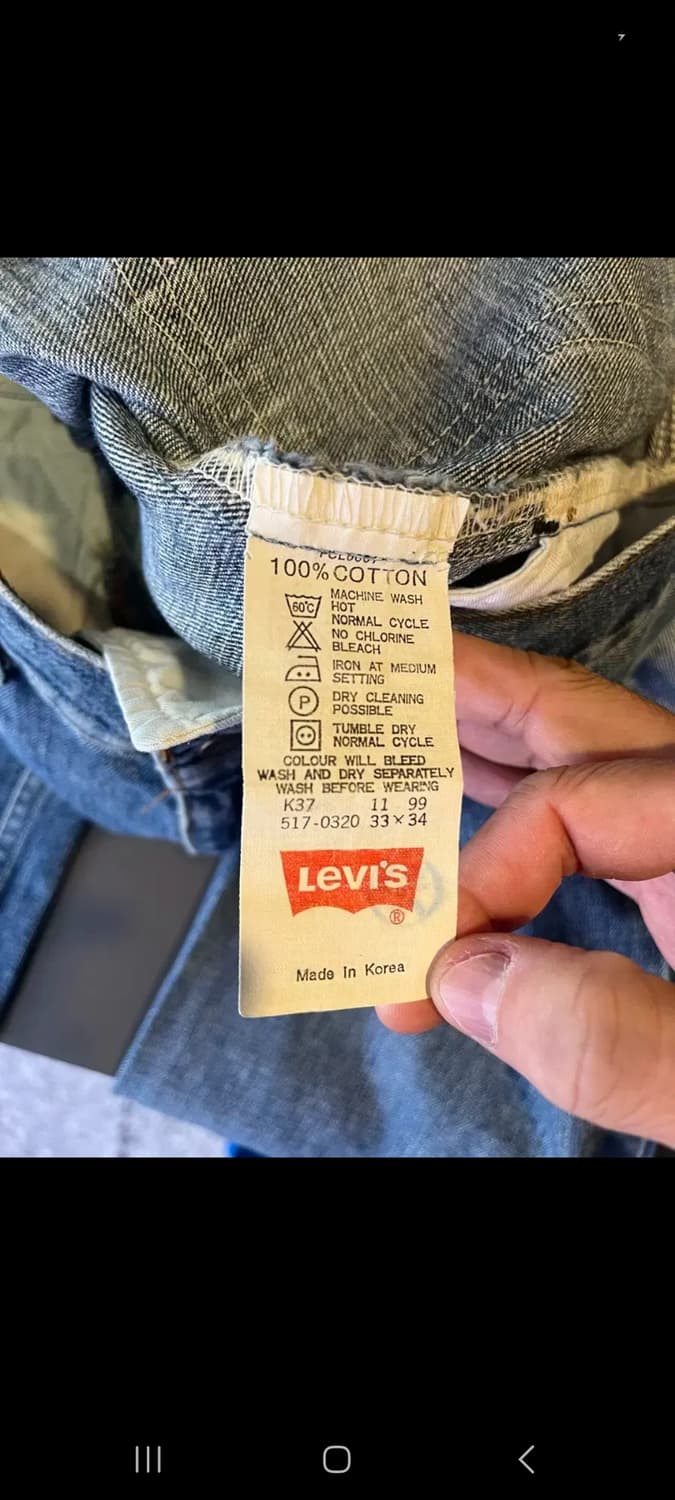 100% COTTON
60°C
MACHINE WASH
HOT
NORMAL CYCLE
NO CHLORINE
BLEACH
IRON AT MEDIUM
SETTING
P
DRY CLEANING
POSSIBLE
TUMBLE DRY
NORMAL CYCLE
COLOUR WILL BLEED
WASH AND DRY SEPARATELY
WASH BEFORE WEARING
K37 11 99
517-0320 33×34
LEVI'S
®
Made In Korea